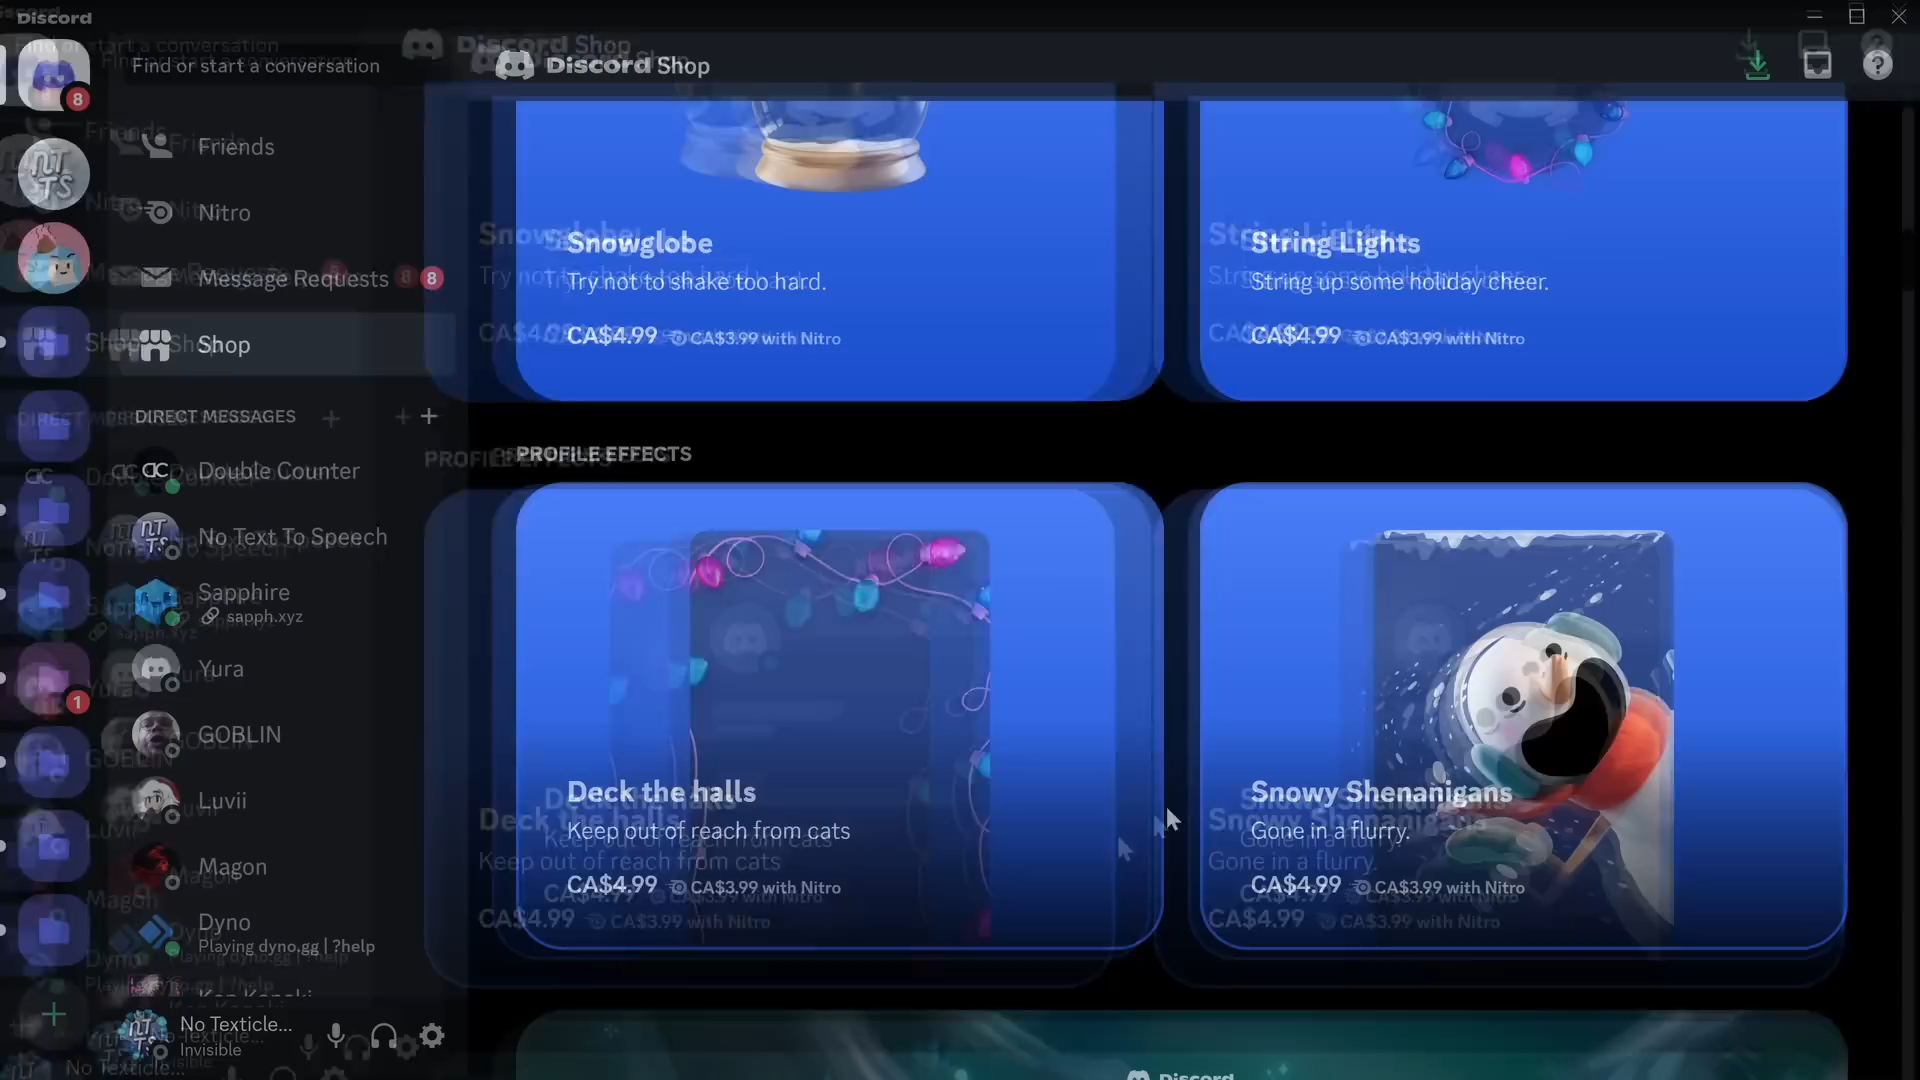 Discord
Find or start a conversation
Discord Shop
8
Friends
Nitro
Message Requests
8
Shop
DIRECT MESSAGES
Double Counter
No Text To Speech
Sapphire
sapph.xyz
Yura
1
GOBLIN
Luvii
Magon
Dyno
Playing dyno.gg | ?help
No Texticle...
Invisible
Snowglobe
Try not to shake too hard.
CA$4.99 CA$3.99 with Nitro
String Lights
String up some holiday cheer.
CA$4.99 CA$3.99 with Nitro
PROFILE EFFECTS
Deck the halls
Keep out of reach from cats
CA$4.99 CA$3.99 with Nitro
Snowy Shenanigans
Gone in a flurry.
CA$4.99 CA$3.99 with Nitro
Discord